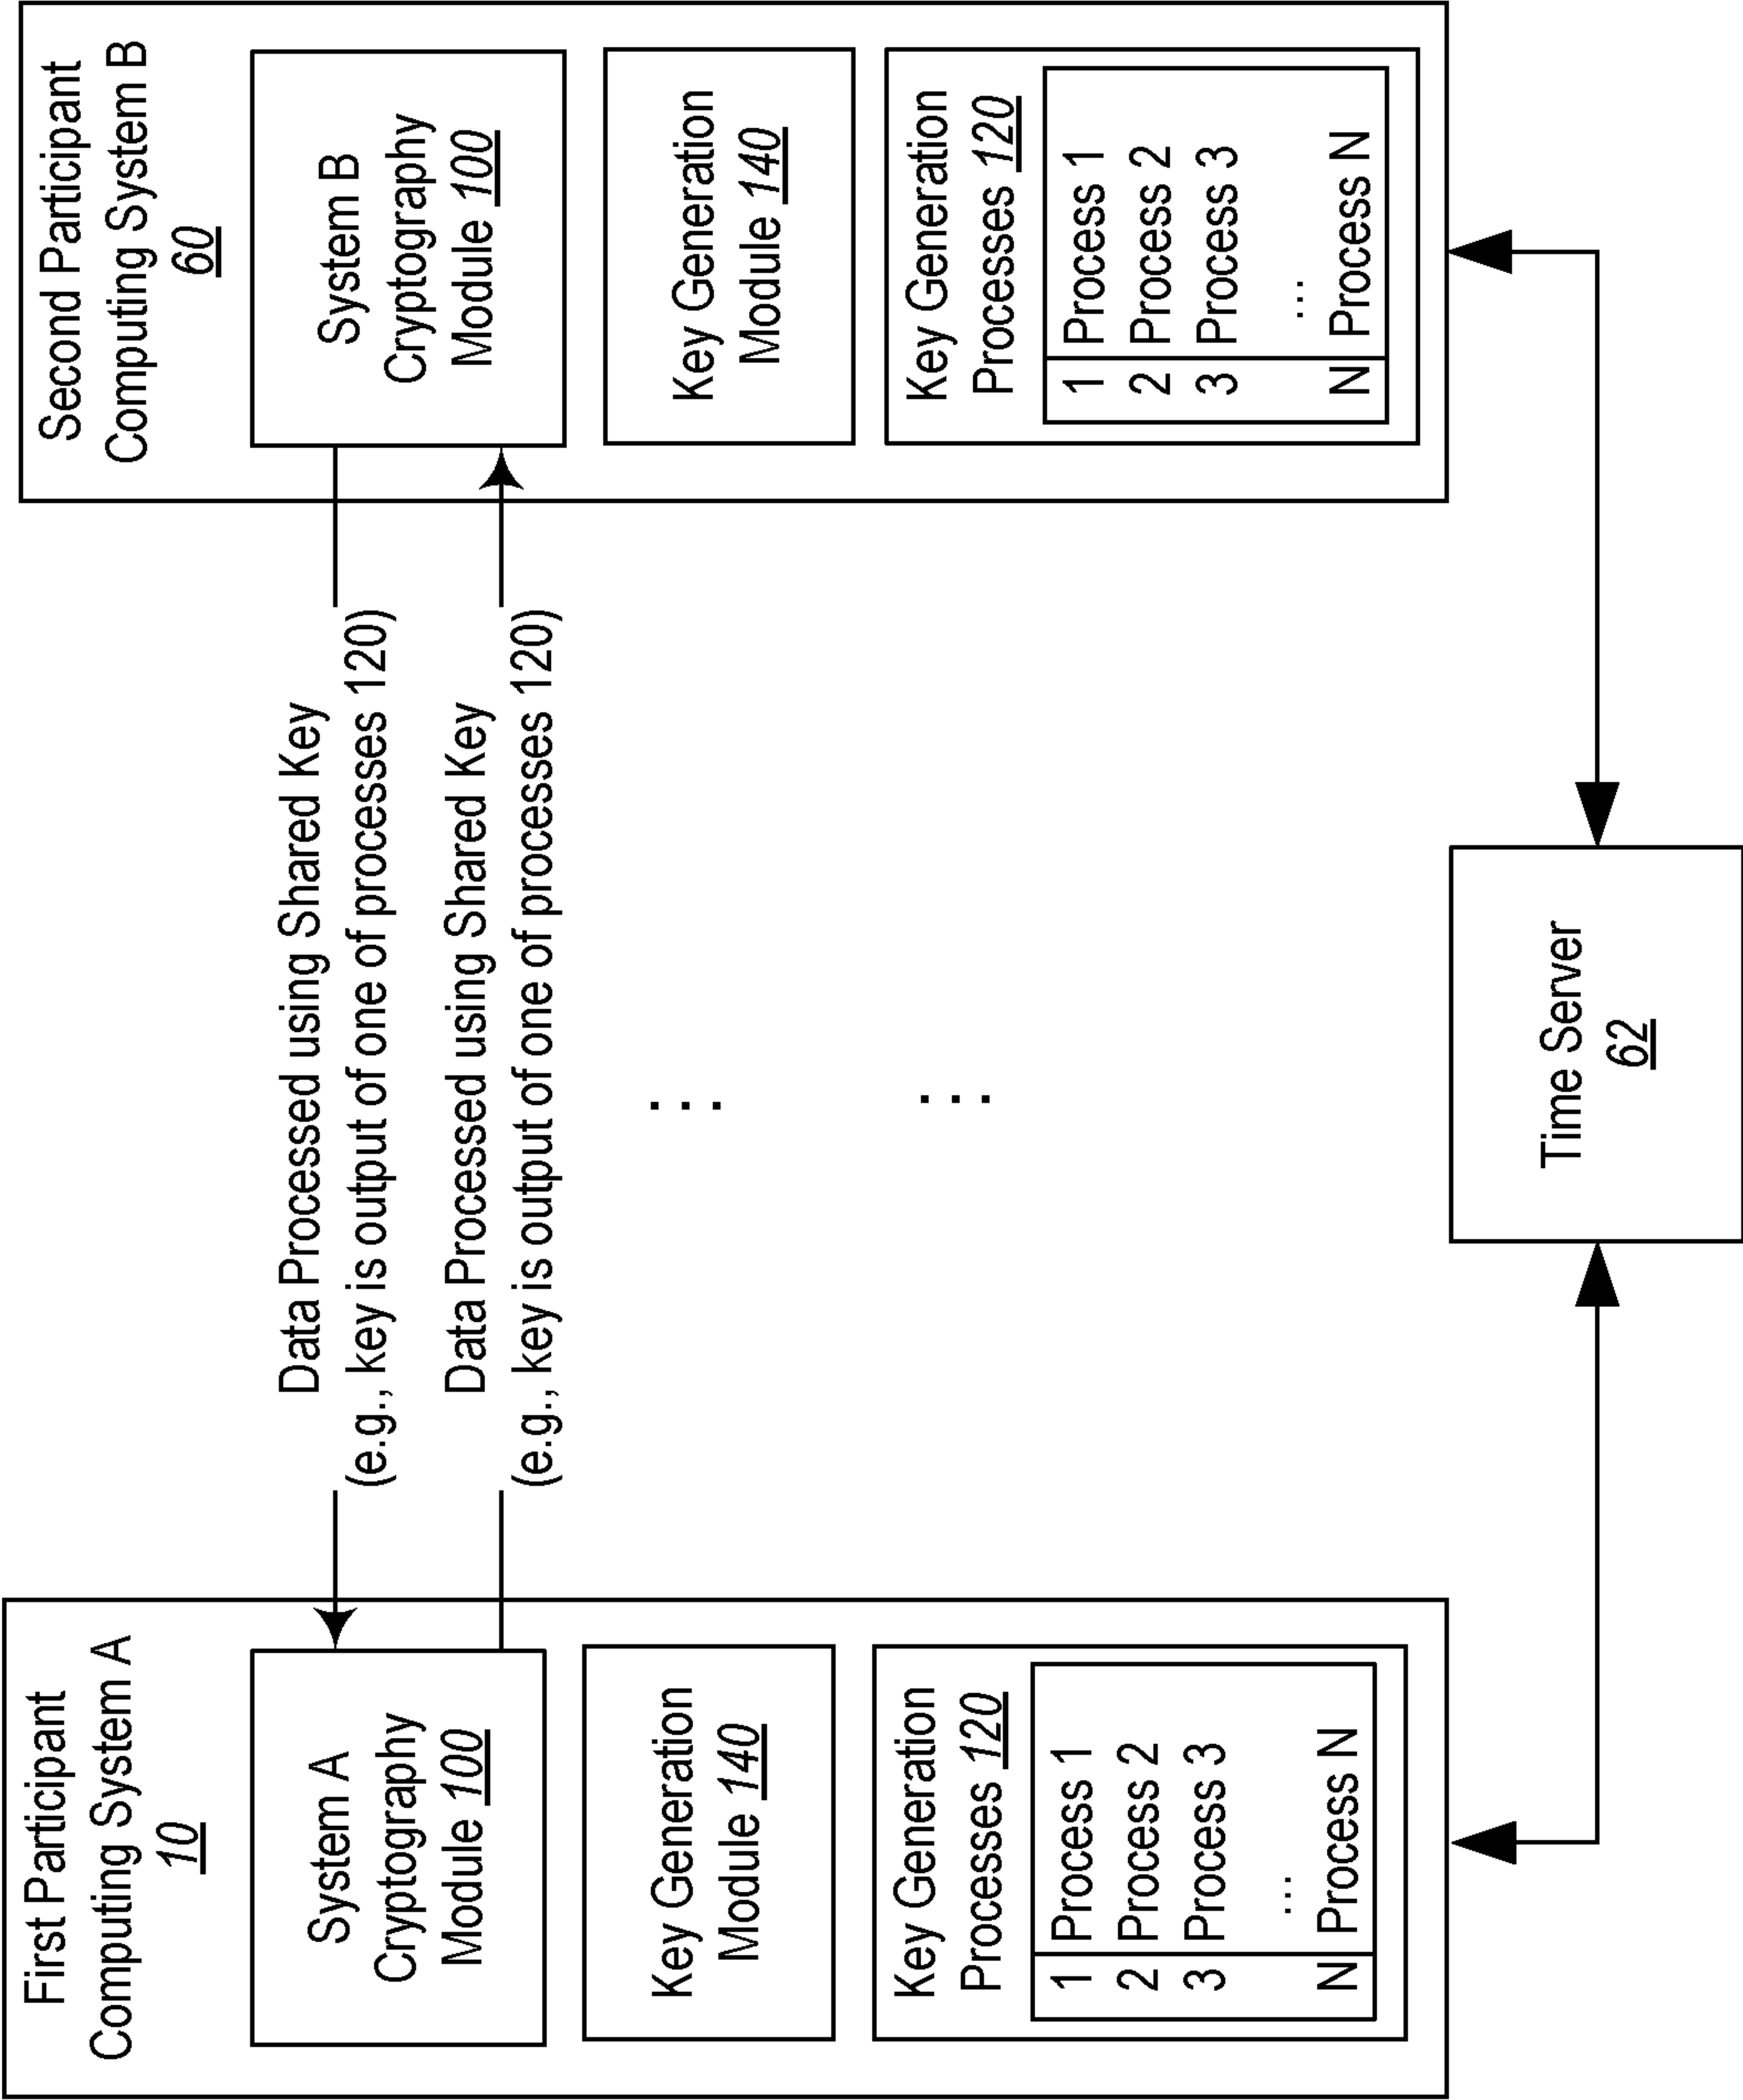 First Participant
Computing System A
10
System A
Cryptography
Module 100
Key Generation
Module 140
Key Generation
Processes 120
1 Process 1
2 Process 2
3 Process 3
...
N Process N
Data Processed using Shared Key
(e.g., key is output of one of processes 120)
Data Processed using Shared Key
(e.g., key is output of one of processes 120)
...
...
Second Participant
Computing System B
60
System B
Cryptography
Module 100
Key Generation
Module 140
Key Generation
Processes 120
1 Process 1
2 Process 2
3 Process 3
...
N Process N
Time Server
62